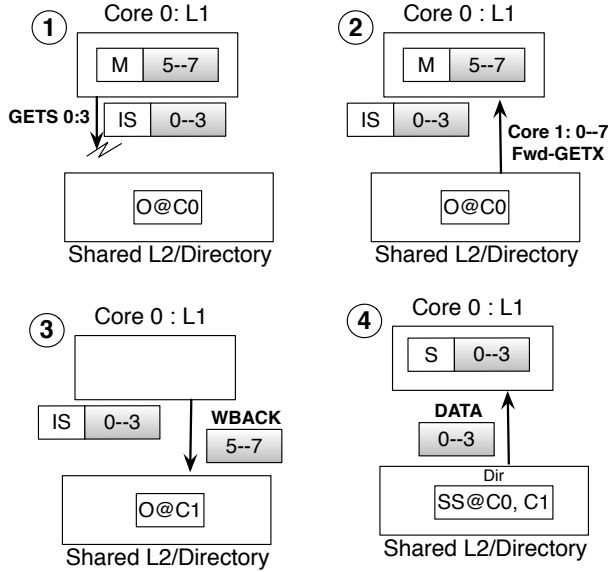 1
Core 0: L1
M 5--7
GETS 0:3
IS 0--3
O@C0
Shared L2/Directory
2
Core 0 : L1
M 5--7
IS 0--3
Core 1: 0--7
Fwd-GETX
O@C0
Shared L2/Directory
3
Core 0 : L1
IS 0--3
WBACK
5--7
O@C1
Shared L2/Directory
4
Core 0 : L1
S 0--3
DATA
0--3
Dir
SS@C0, C1
Shared L2/Directory